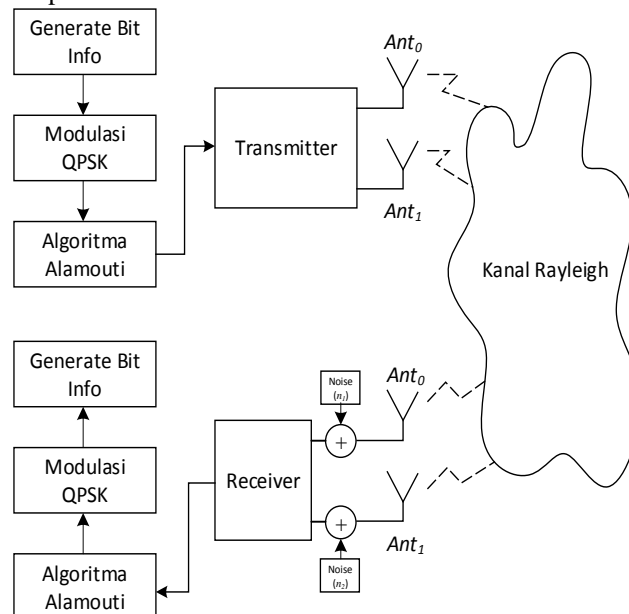 Generate Bit
Info
Modulasi
QPSK
Algoritma
Alamouti
Transmitter
Ant0
Ant1
Kanal Rayleigh
Generate Bit
Info
Modulasi
QPSK
Algoritma
Alamouti
Receiver
Noise
(n1)
+
Ant0
+
Noise
(n2)
Ant1